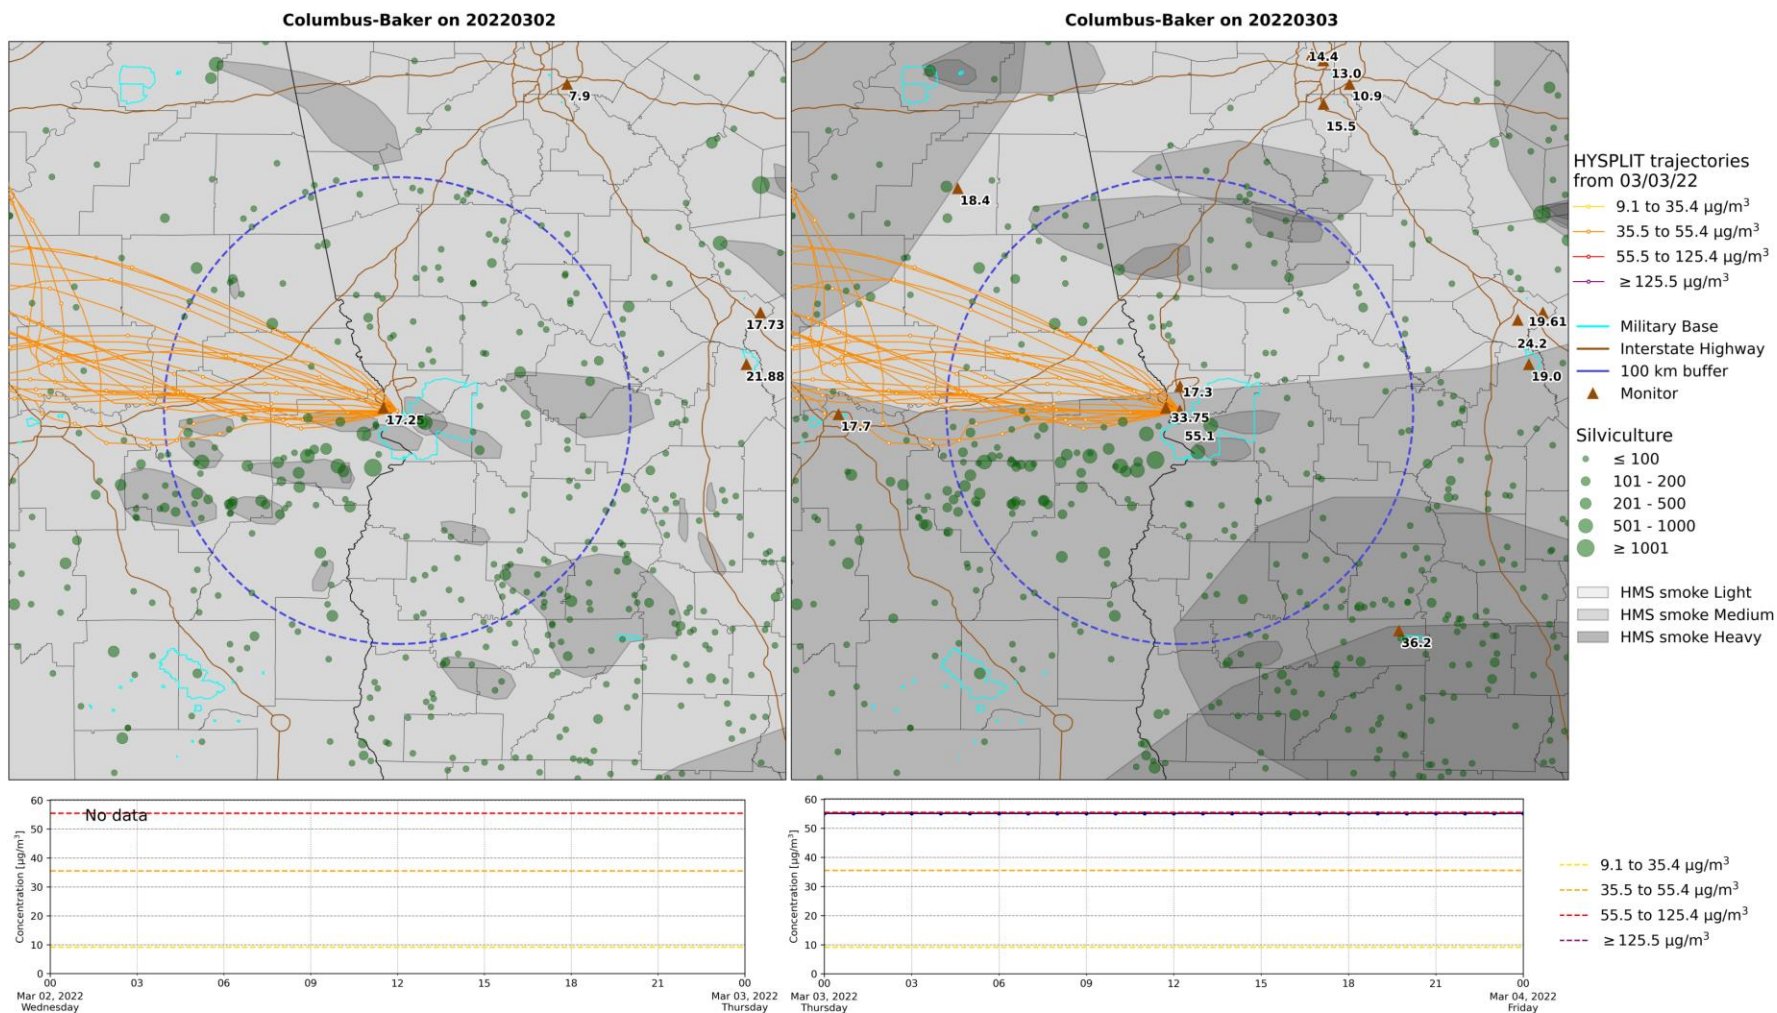 Columbus-Baker on 20220302
7.9
17.73
21.88
17.25
Columbus-Baker on 20220303
14.4
13.0
10.9
15.5
18.4
19.61
24.2
19.0
17.3
33.75
17.7
55.1
36.2
HYSPLIT trajectories
from 03/03/22
9.1 to 35.4 µg/m³
35.5 to 55.4 µg/m³
55.5 to 125.4 µg/m³
≥ 125.5 µg/m³
Military Base
Interstate Highway
100 km buffer
Monitor
Silviculture
≤ 100
101 - 200
201 - 500
501 - 1000
≥ 1001
HMS smoke Light
HMS smoke Medium
HMS smoke Heavy
Concentration [µg/m³]
60
50
40
30
20
10
0
No data
00 03 06 09 12 15 18 21 00
Mar 02, 2022 Mar 03, 2022
Wednesday Thursday
Concentration [µg/m³]
60
50
40
30
20
10
0
00 03 06 09 12 15 18 21 00
Mar 03, 2022 Mar 04, 2022
Thursday Friday
9.1 to 35.4 µg/m³
35.5 to 55.4 µg/m³
55.5 to 125.4 µg/m³
≥ 125.5 µg/m³